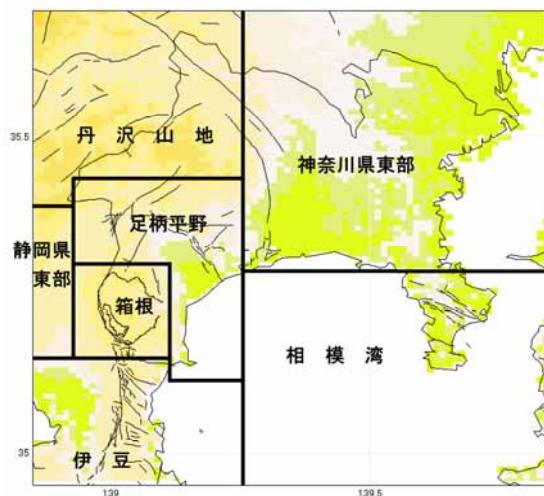 35.5
丹沢山地
神奈川県東部
足柄平野
静岡県
東部
箱根
相模湾
35
伊豆
139
139.5